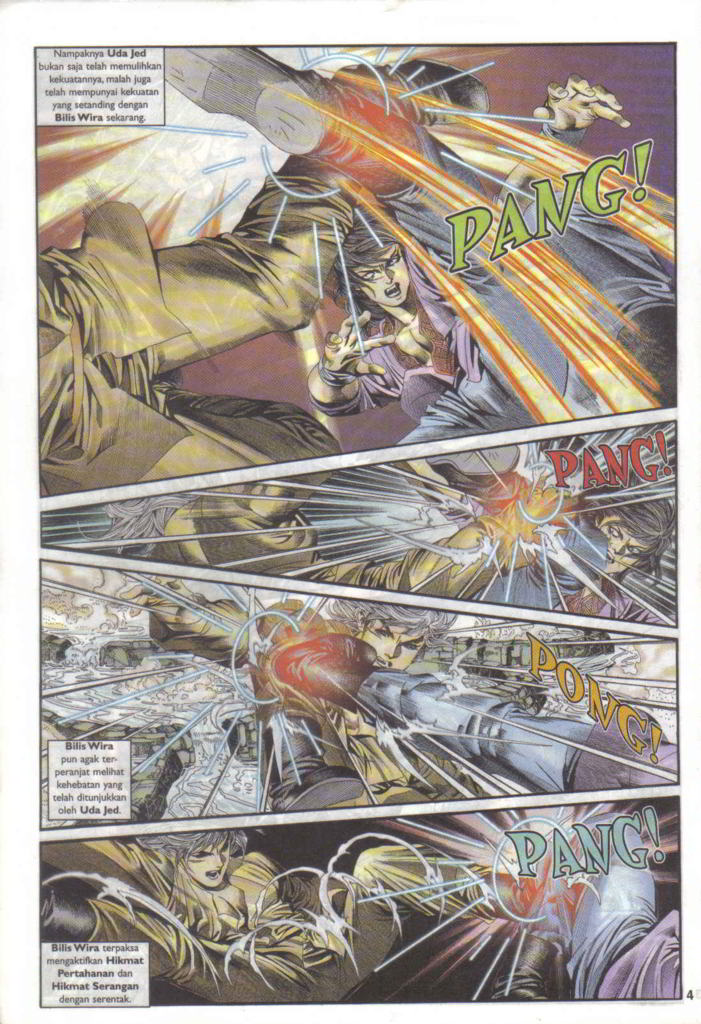 Nampaknya Uda Jed
bukan saja telah memulihkan
kekuatannya, malah juga
telah mempunyai kekuatan
yang setanding dengan
Bilis Wira sekarang.
PANG!
PANG!
PONG!
Bilis Wira
pun agak ter-
peranjat melihat
kehebatan yang
telah ditunjukkan
oleh Uda Jed.
PANG!
Bilis Wira terpaksa
mengaktifkan Hikmat
Pertahanan dan
Hikmat Serangan
dengan serentak.